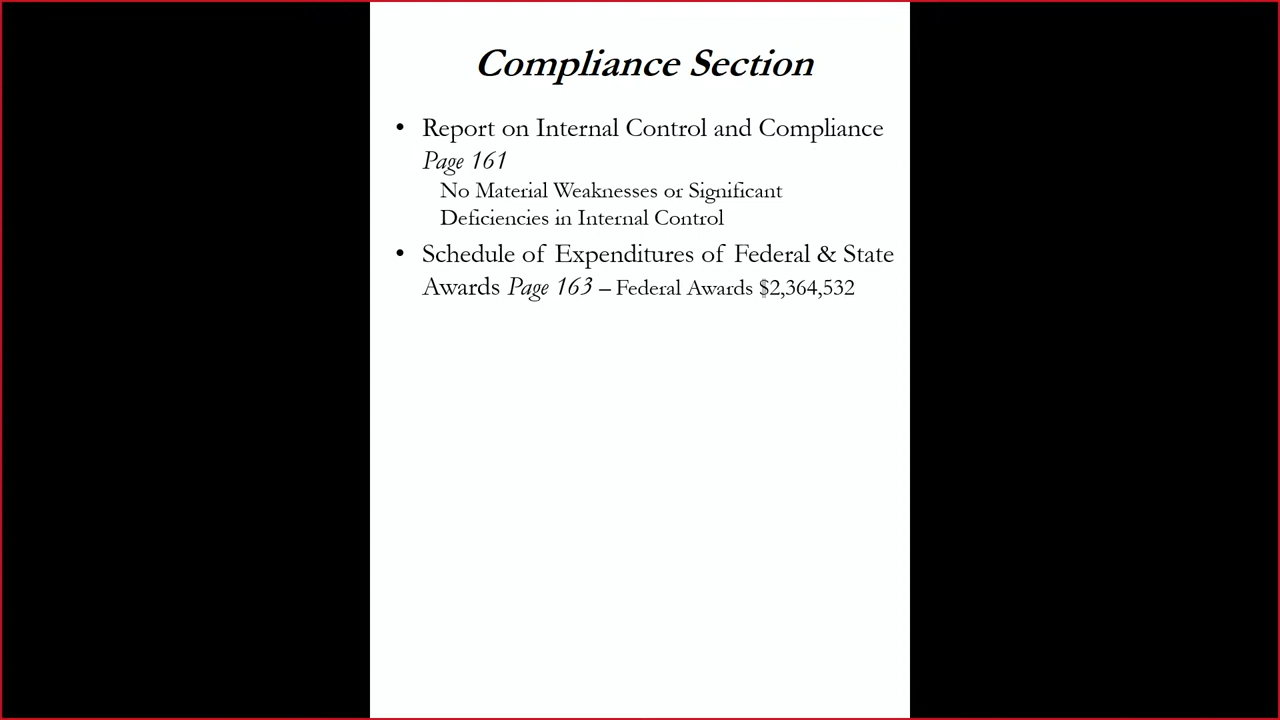 Compliance Section
• Report on Internal Control and Compliance
Page 161
No Material Weaknesses or Significant
Deficiencies in Internal Control
• Schedule of Expenditures of Federal & State
Awards Page 163 – Federal Awards $2,364,532